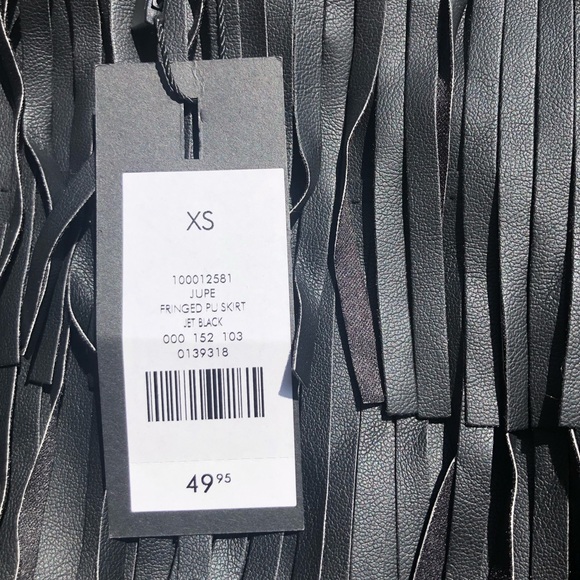 XS
100012581
JUPE
FRINGED PU SKIRT
JET BLACK
000 152 103
0139318
49 95